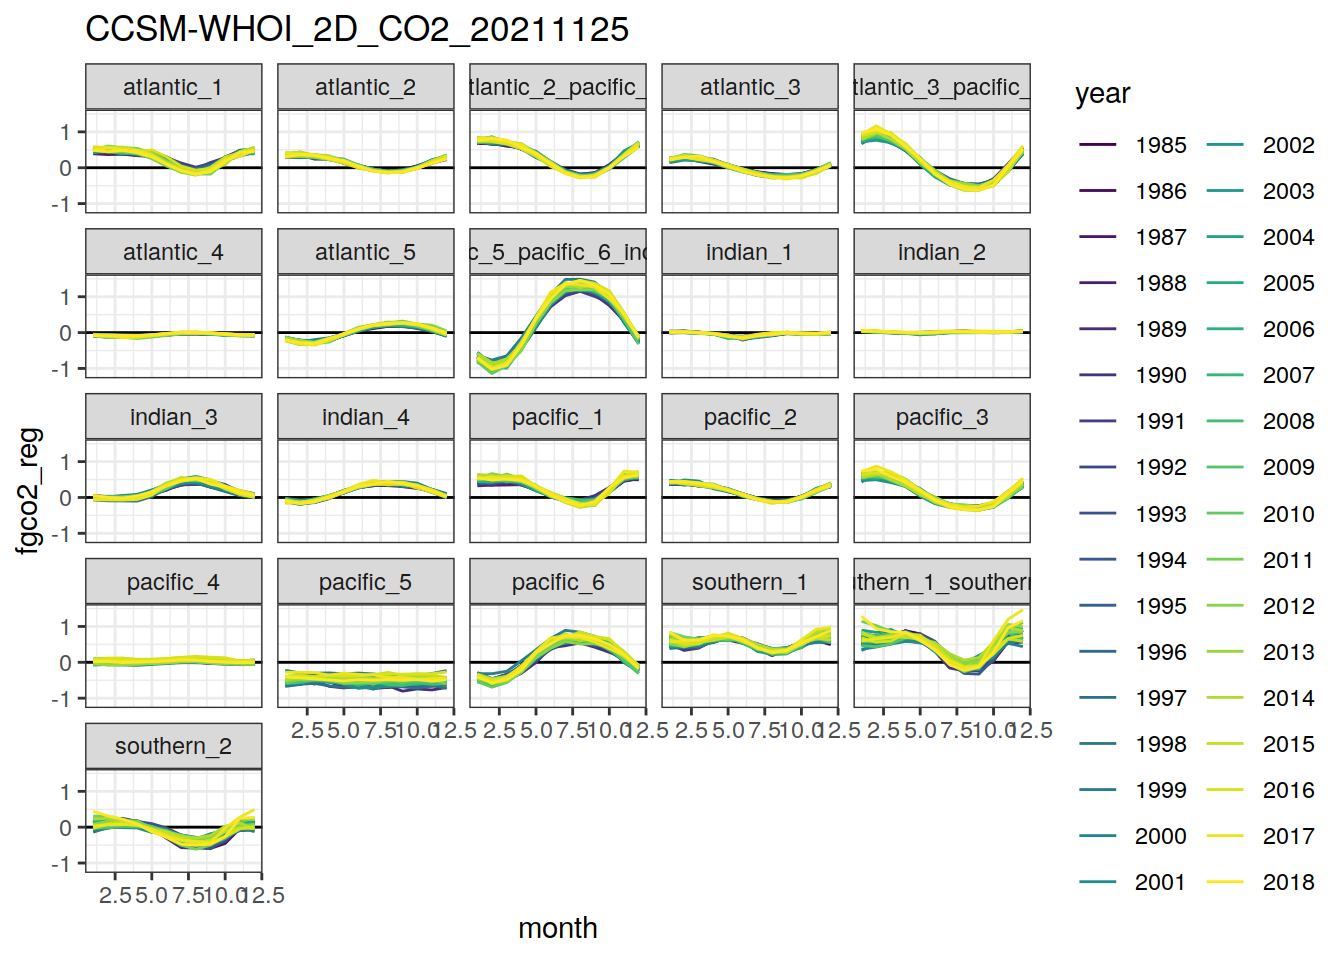 CCSM-WHOI_2D_CO2_20211125
atlantic_1 atlantic_2 tlantic_2_pacific_ atlantic_3 tlantic_3_pacific_
1
0
-1
atlantic_4 atlantic_5 c_5_pacific_6_ind indian_1 indian_2
1
0
-1
indian_3 indian_4 pacific_1 pacific_2 pacific_3
1
0
-1
pacific_4 pacific_5 pacific_6 southern_1 uthern_1_southern
1
0
-1
2.5 5.0 7.5 10.0 12.5 2.5 5.0 7.5 10.0 12.5 2.5 5.0 7.5 10.0 12.5 2.5 5.0 7.5 10.0 12.5
southern_2
1
0
-1
2.5 5.0 7.5 10.0 12.5
month
fgco2_reg
year
1985 2002
1986 2003
1987 2004
1988 2005
1989 2006
1990 2007
1991 2008
1992 2009
1993 2010
1994 2011
1995 2012
1996 2013
1997 2014
1998 2015
1999 2016
2000 2017
2001 2018